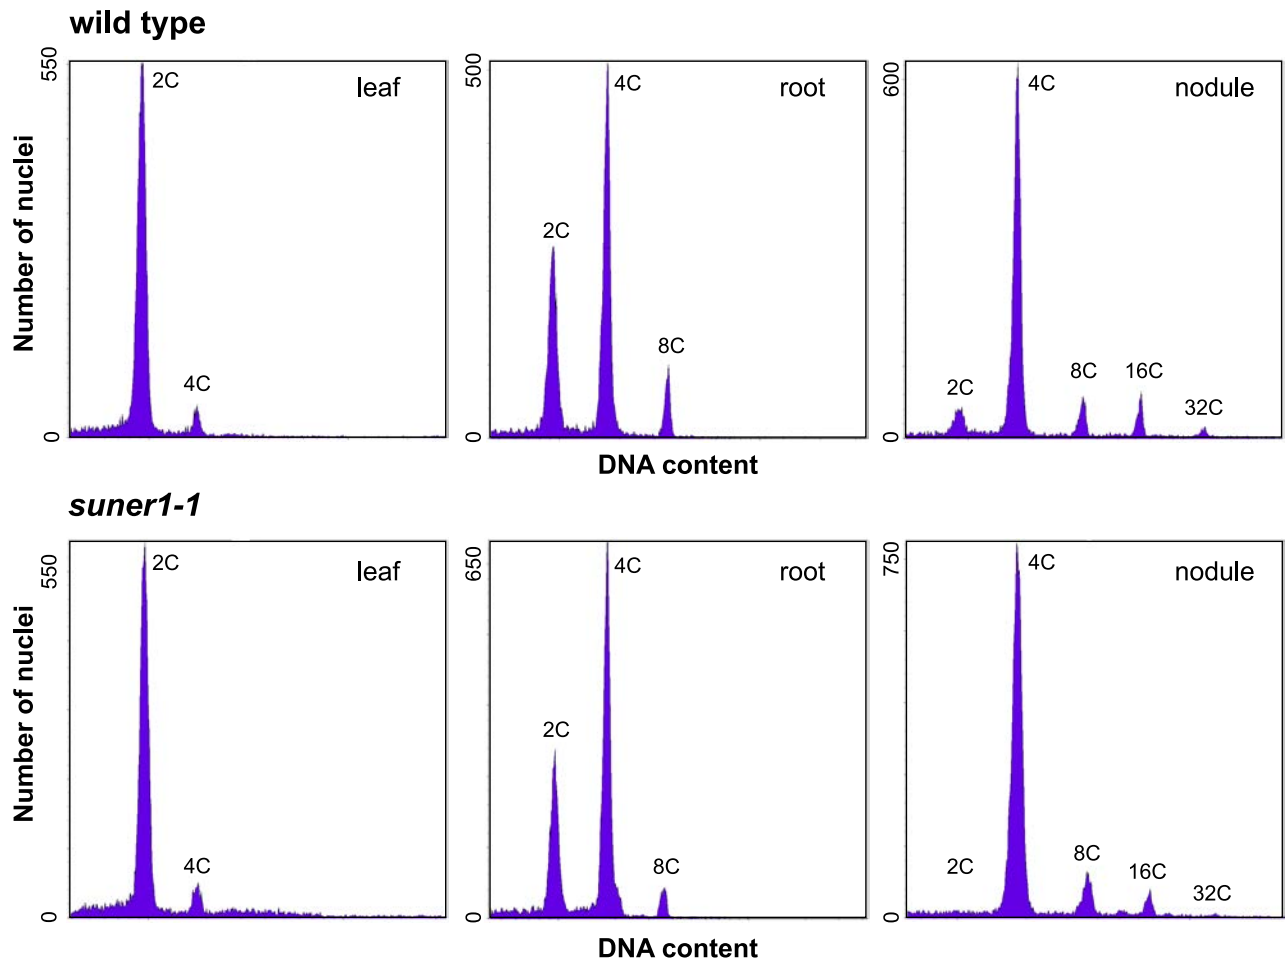 wild type
Number of nuclei
550
0
2C
4C
leaf
500
0
2C
4C
8C
root
600
0
2C
4C
8C
16C
32C
nodule
DNA content
suner1-1
Number of nuclei
550
0
2C
4C
leaf
650
0
2C
4C
8C
root
750
0
2C
4C
8C
16C
32C
nodule
DNA content